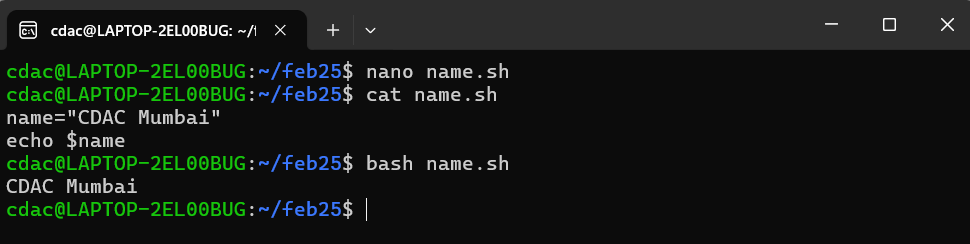 cdac@LAPTOP-2EL00BUG: ~/f
cdac@LAPTOP-2EL00BUG:~/feb25$ nano name.sh
cdac@LAPTOP-2EL00BUG:~/feb25$ cat name.sh
name="CDAC Mumbai"
echo $name
cdac@LAPTOP-2EL00BUG:~/feb25$ bash name.sh
CDAC Mumbai
cdac@LAPTOP-2EL00BUG:~/feb25$